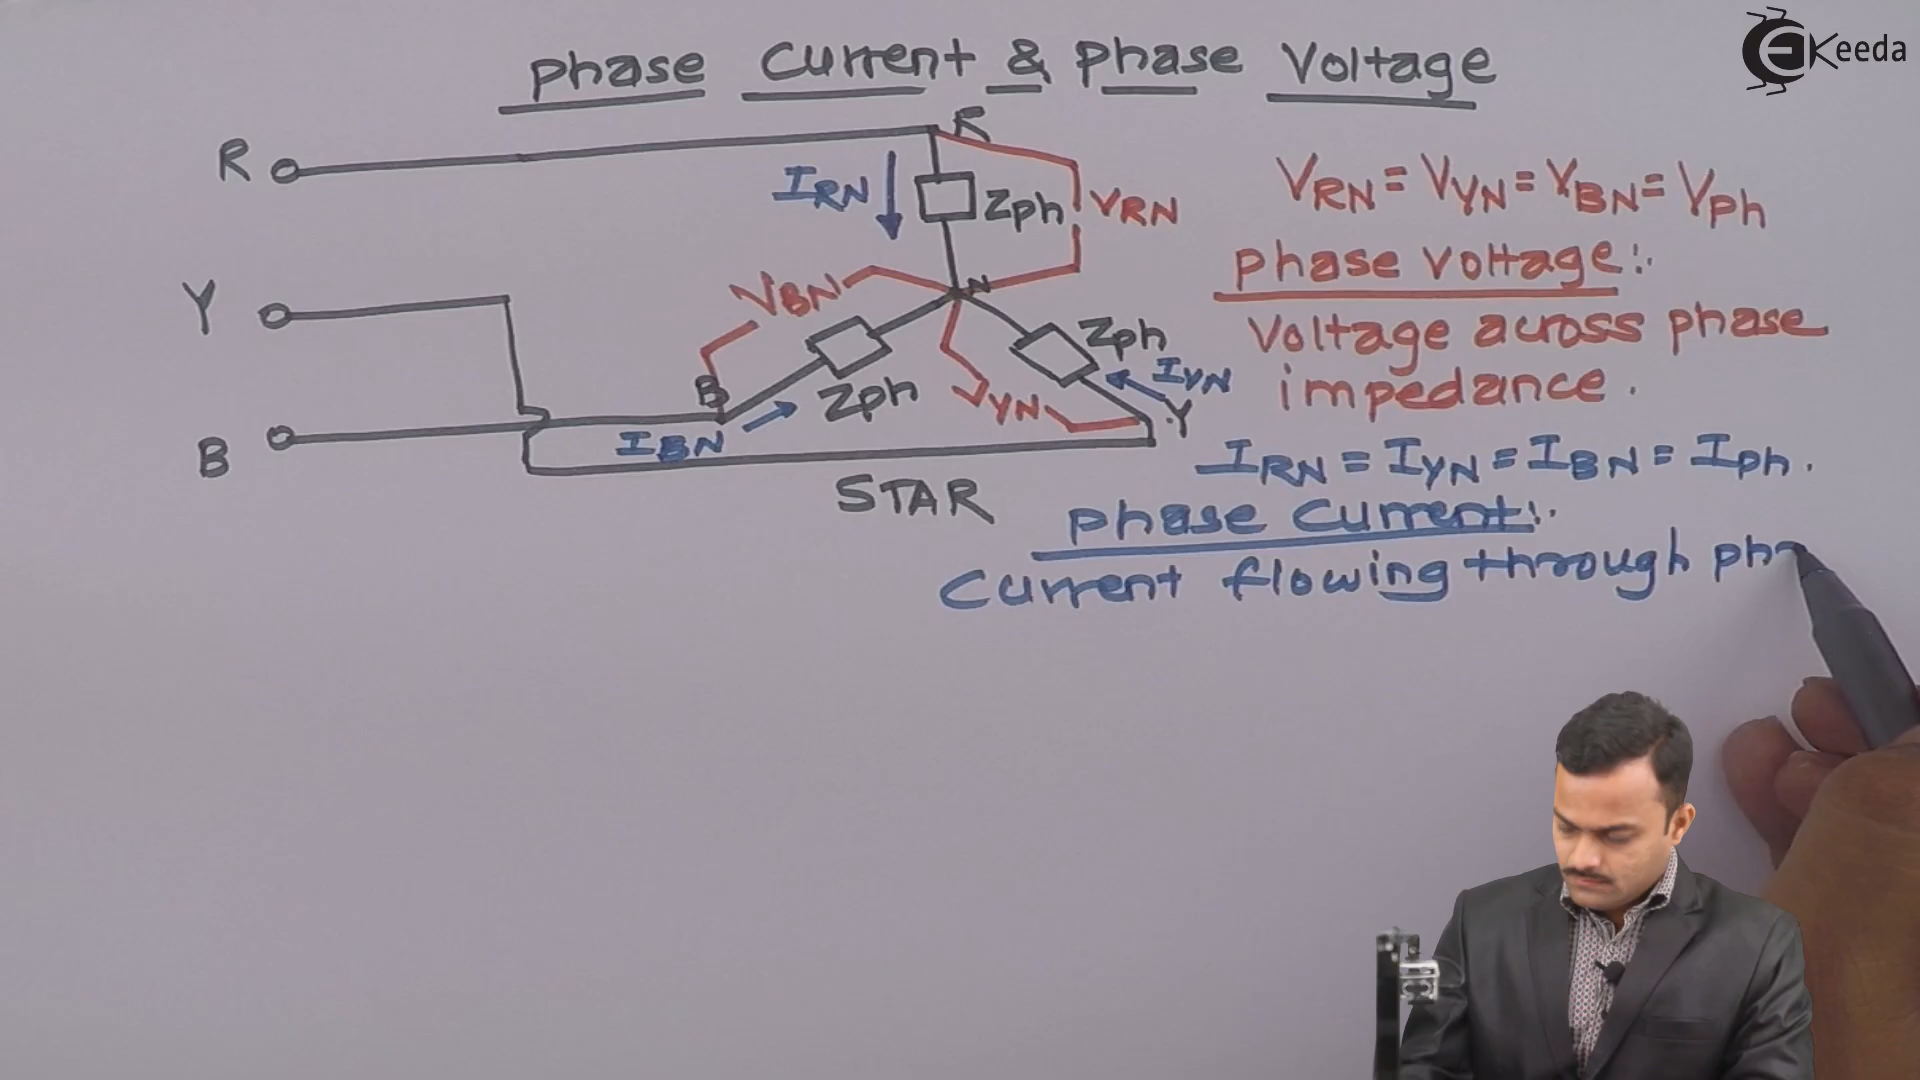 Phase Current & Phase Voltage
EKeeda
R
R
IRN
Zph
VRN
VRN = VYN = VBN = Vph
Phase Voltage:.
Voltage across phase
impedance.
Y
VBN
N
Zph
IYN
B
Zph
VYN
Y
B
IBN
STAR
IRN = IYN = IBN = Iph.
Phase Current:.
Current flowing through pha